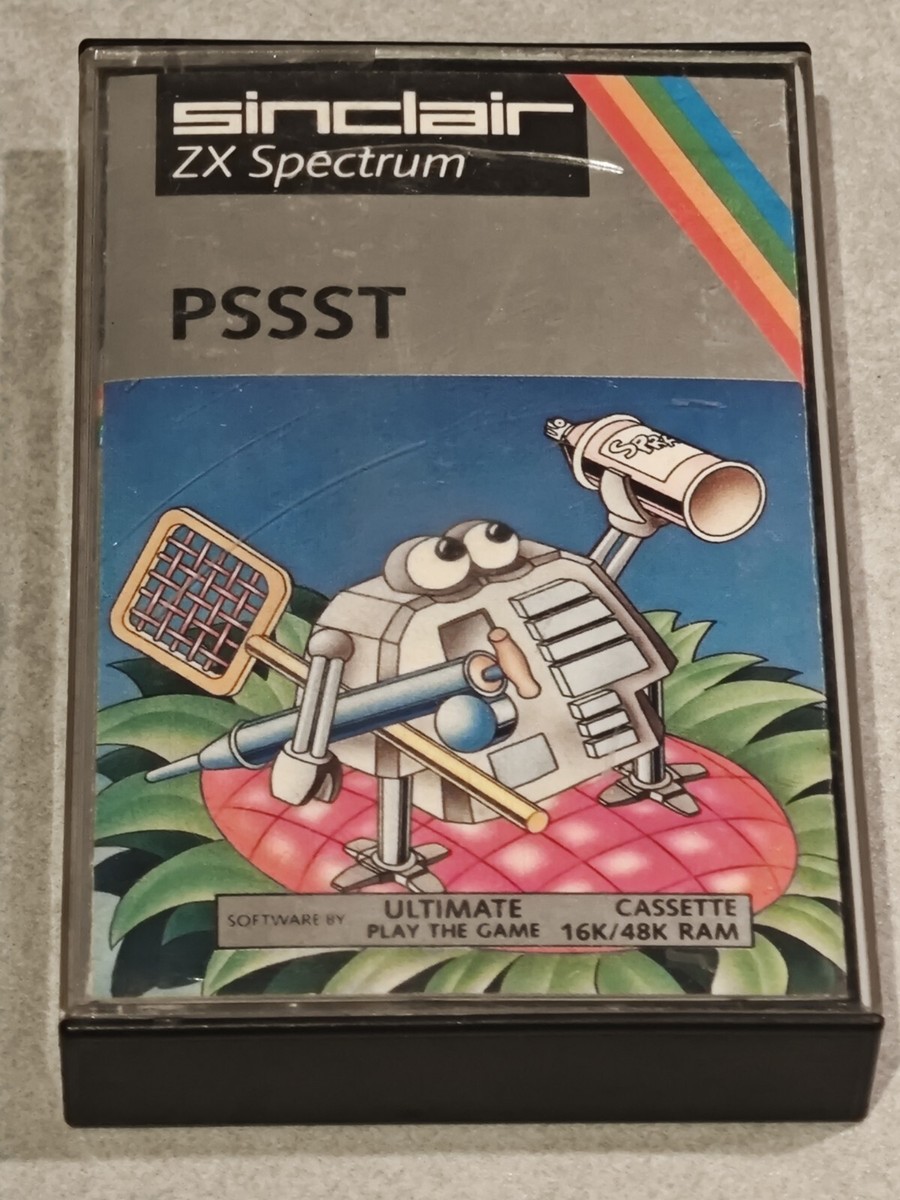 sinclair
ZX Spectrum
PSSST
SOFTWARE BY
ULTIMATE
PLAY THE GAME
CASSETTE
16K/48K RAM